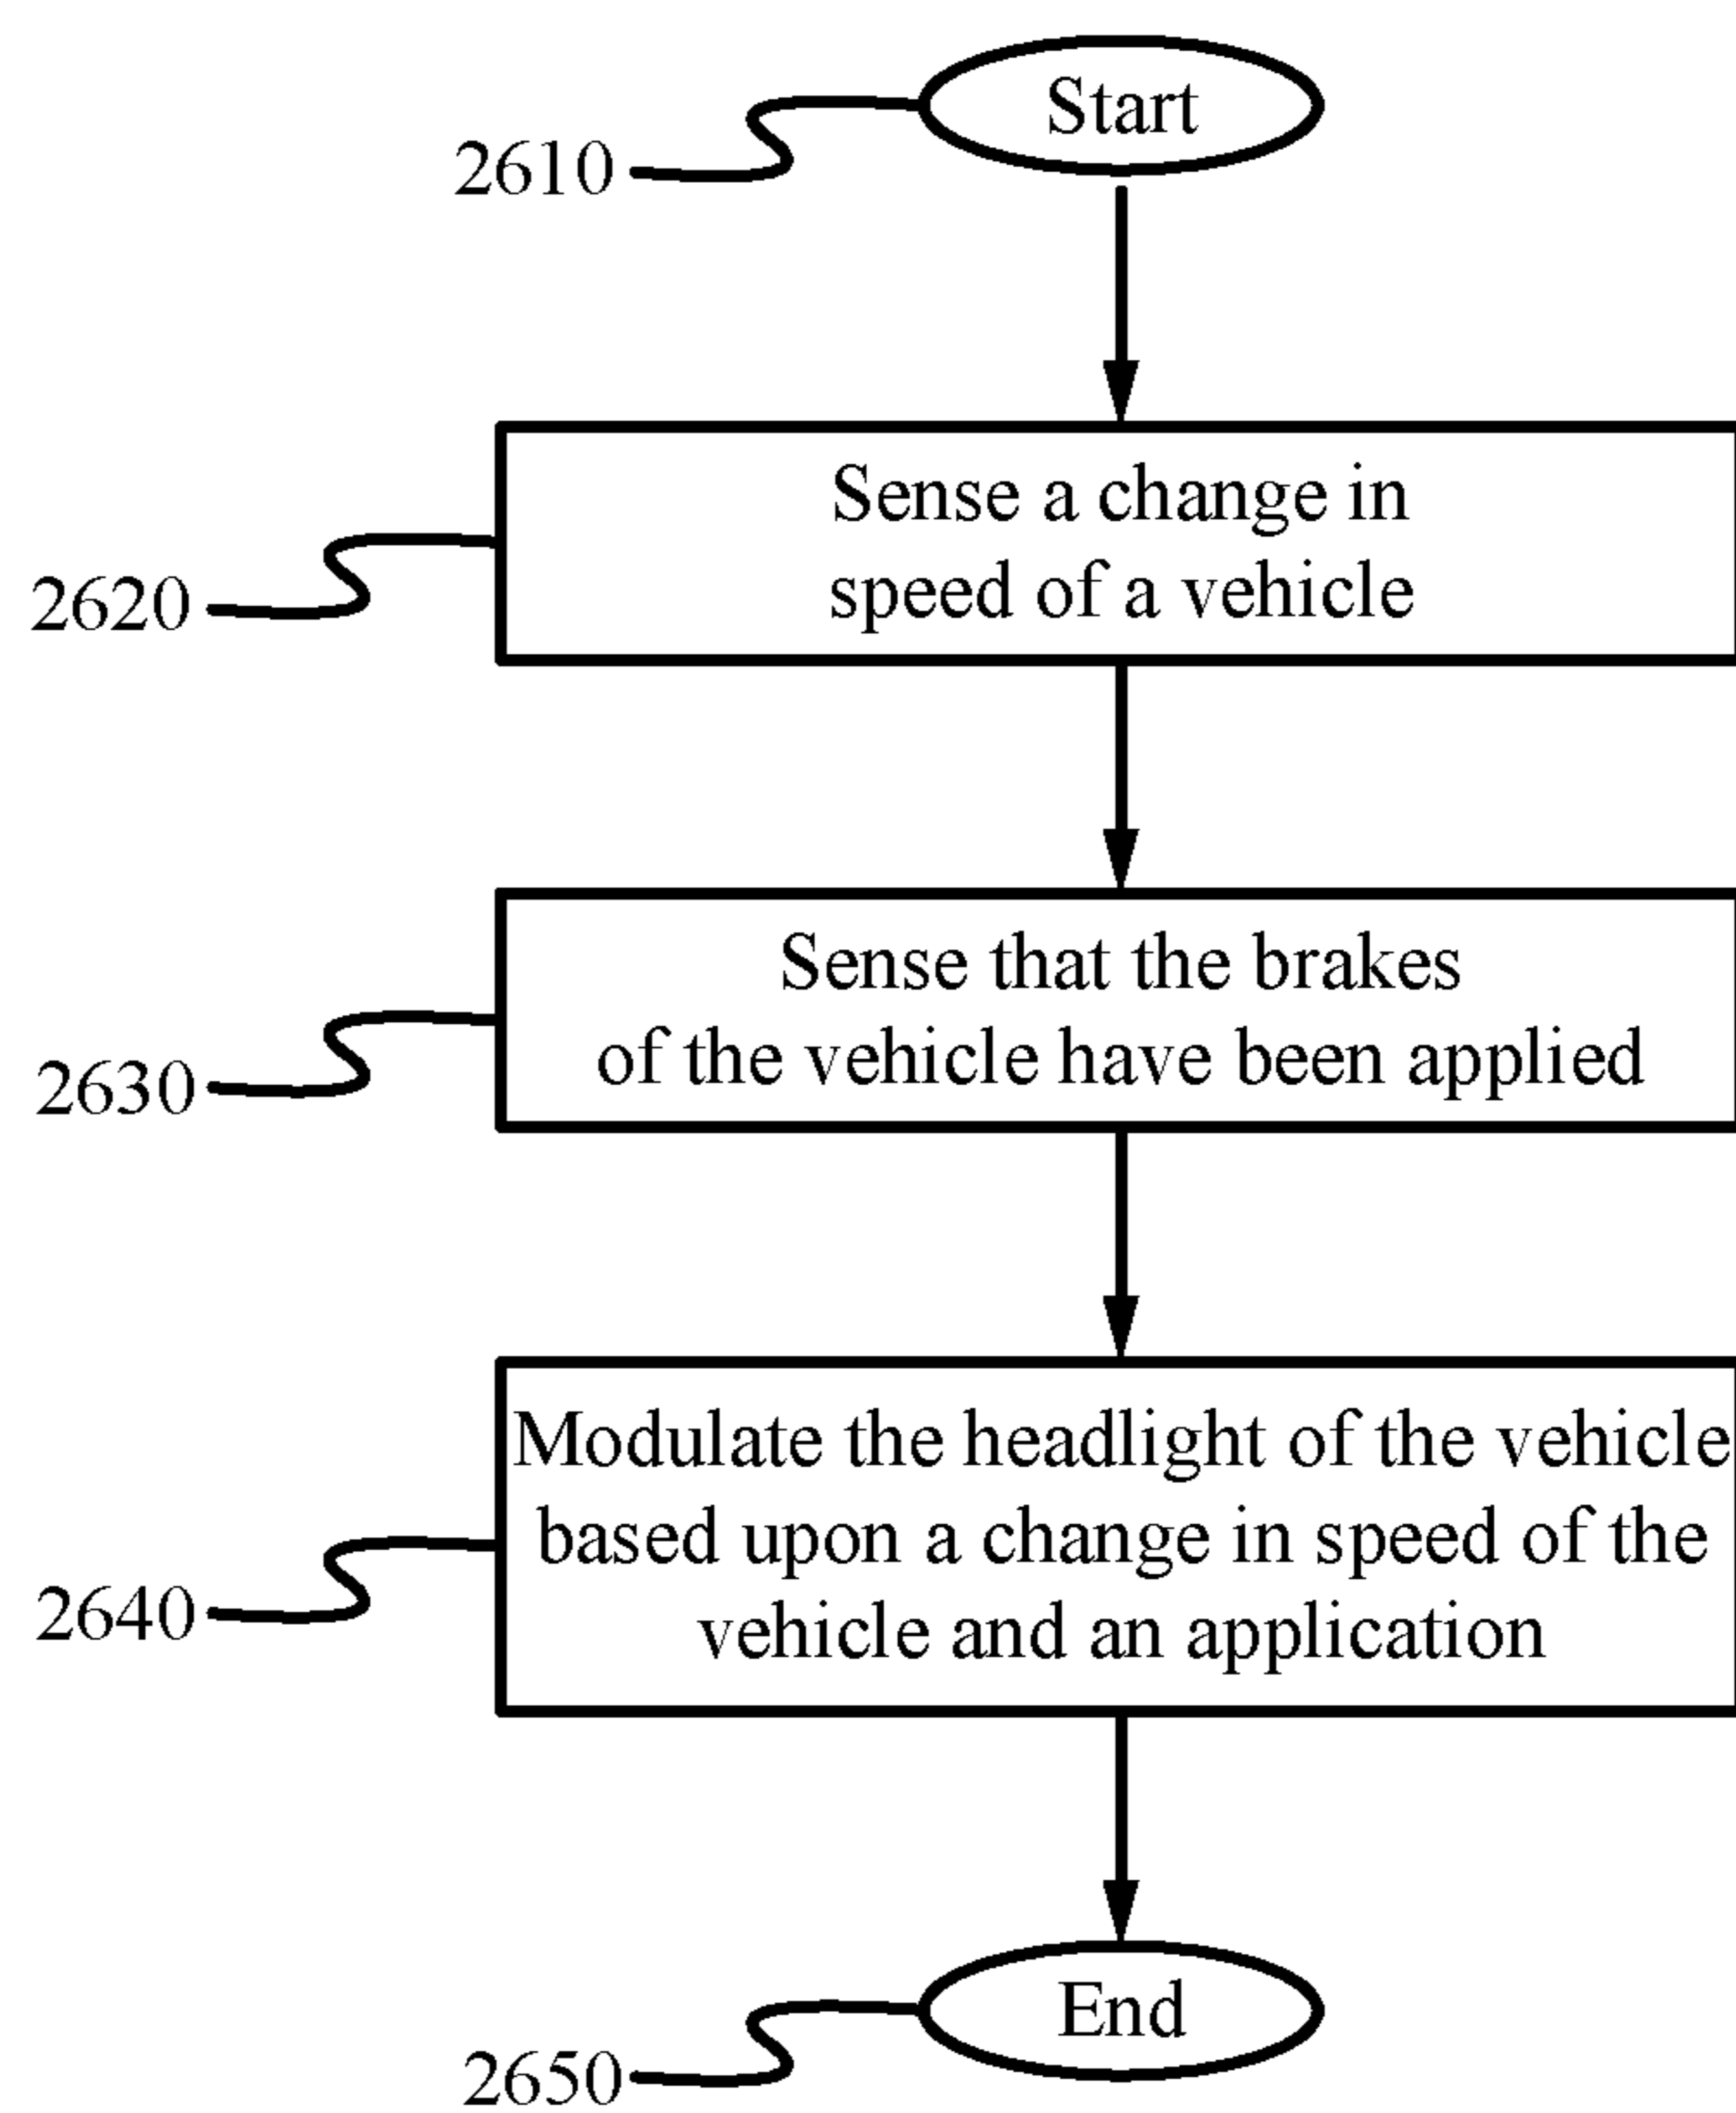 Start
2610
Sense a change in
speed of a vehicle
2620
Sense that the brakes
of the vehicle have been applied
2630
Modulate the headlight of the vehicle
based upon a change in speed of the
vehicle and an application
2640
End
2650